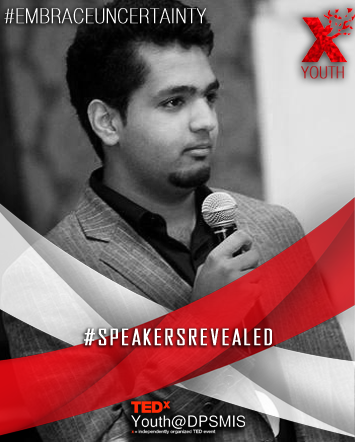 #EMBRACEUNCERTAINTY
X
YOUTH
#SPEAKERSREVEALED
TEDx
Youth@DPSMIS
x = independently organized TED event